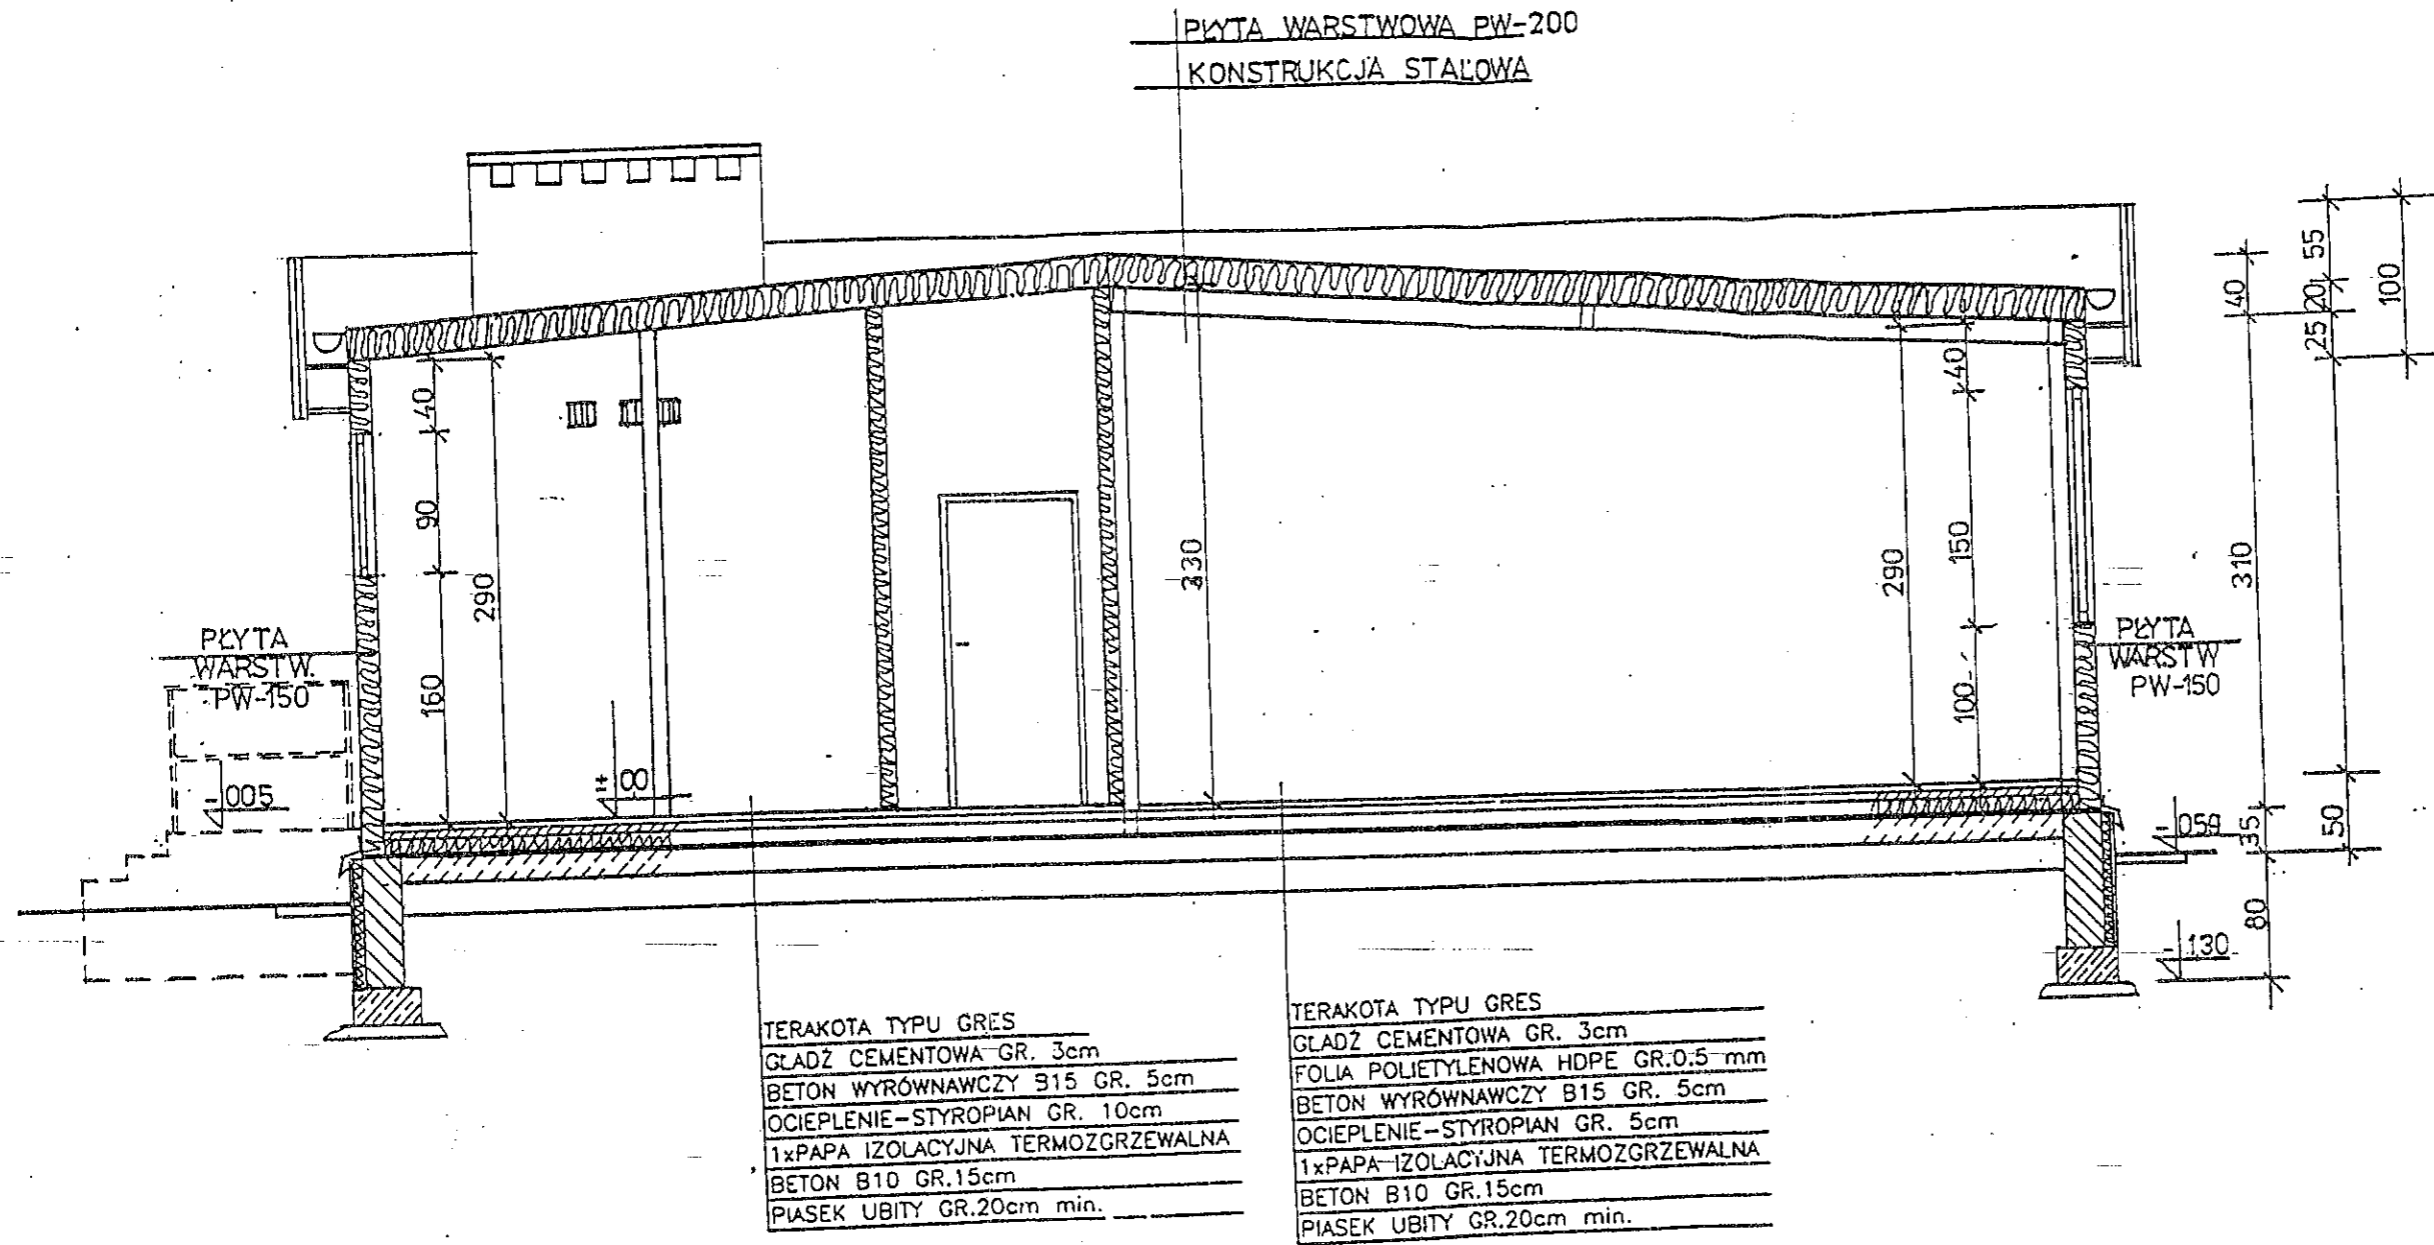 PŁYTA WARSTWOWA PW-200
KONSTRUKCJA STALOWA
55
40
20
100
25
40
40
90
150
290
330
290
310
PŁYTA
WARSTW.
PW-150
PŁYTA
WARSTW
PW-150
160
100
±00
-005
-059
35
50
80
-130
TERAKOTA TYPU GRES
GŁADŹ CEMENTOWA GR. 3cm
BETON WYRÓWNAWCZY B15 GR. 5cm
OCIEPLENIE-STYROPIAN GR. 10cm
1xPAPA IZOLACYJNA TERMOZGRZEWALNA
BETON B10 GR.15cm
PIASEK UBITY GR.20cm min.
TERAKOTA TYPU GRES
GŁADŹ CEMENTOWA GR. 3cm
FOLIA POLIETYLENOWA HDPE GR.0.5 mm
BETON WYRÓWNAWCZY B15 GR. 5cm
OCIEPLENIE-STYROPIAN GR. 5cm
1xPAPA IZOLACYJNA TERMOZGRZEWALNA
BETON B10 GR.15cm
PIASEK UBITY GR.20cm min.